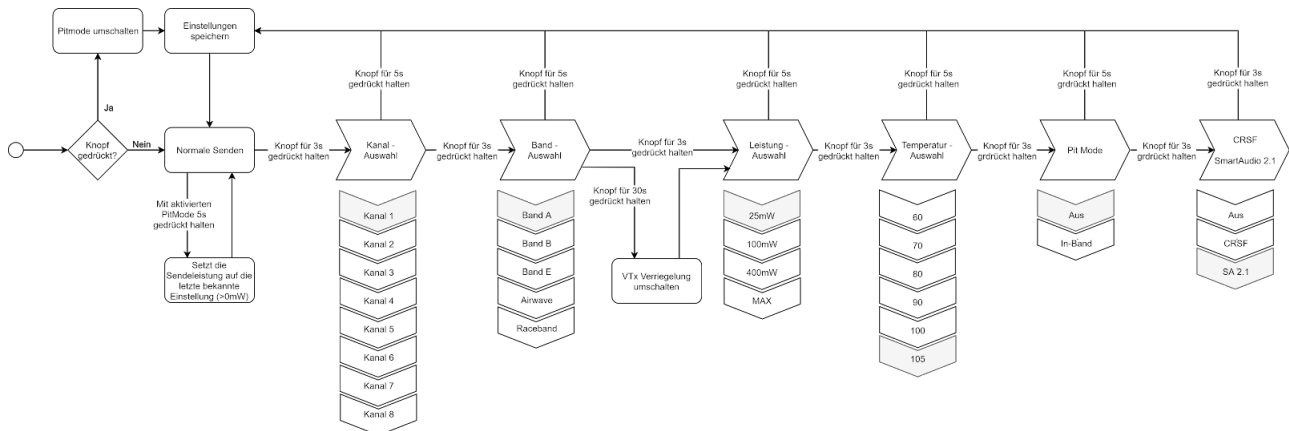 Pitmode umschalten
Einstellungen
speichern
Knopf für 5s
gedrückt halten
Knopf für 5s
gedrückt halten
Knopf für 5s
gedrückt halten
Knopf für 5s
gedrückt halten
Knopf für 5s
grdrückt halten
Knopf für 3s
gedrückt halten
Ja
Knopf
gedrückt?
Nein
Normale Senden
Knopf für 3s
gedrückt halten
Kanal -
Auswahl
Knopf für 3s
gedrückt halten
Band -
Auswahl
Knopf für 3s
gedrückt halten
Leistung -
Auswahl
Knopf für 3s
gedrückt halten
Temperatur -
Auswahl
Knopf für 3s
grdrückt halten
Pit Mode
Knopf für 3s
grdrückt halten
CRSF
SmartAudio 2.1
Mit aktivierten
PitMode 5s
gedrückt halten
Setzt die
Sendeleistung auf die
letzte bekannte
Einstellung (>0mW)
Kanal 1
Kanal 2
Kanal 3
Kanal 4
Kanal 5
Kanal 6
Kanal 7
Kanal 8
Band A
Band B
Band E
Airwave
Raceband
Knopf für 30s
gedrückt halten
VTx Verriegelung
umschalten
25mW
100mW
400mW
MAX
60
70
80
90
100
105
Aus
In-Band
Aus
CRSF
SA 2.1